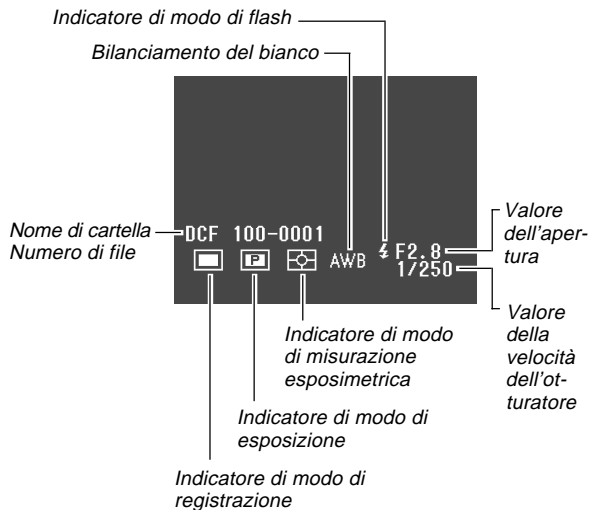 Indicatore di modo di flash
Bilanciamento del bianco
Nome di cartella
Numero di file
DCF 100-0001
P
AWB
F2.8
1/250
Valore
dell'aper-
tura
Valore
della
velocità
dell'ot-
turatore
Indicatore di modo
di misurazione
esposimetrica
Indicatore di modo di
esposizione
Indicatore di modo di
registrazione